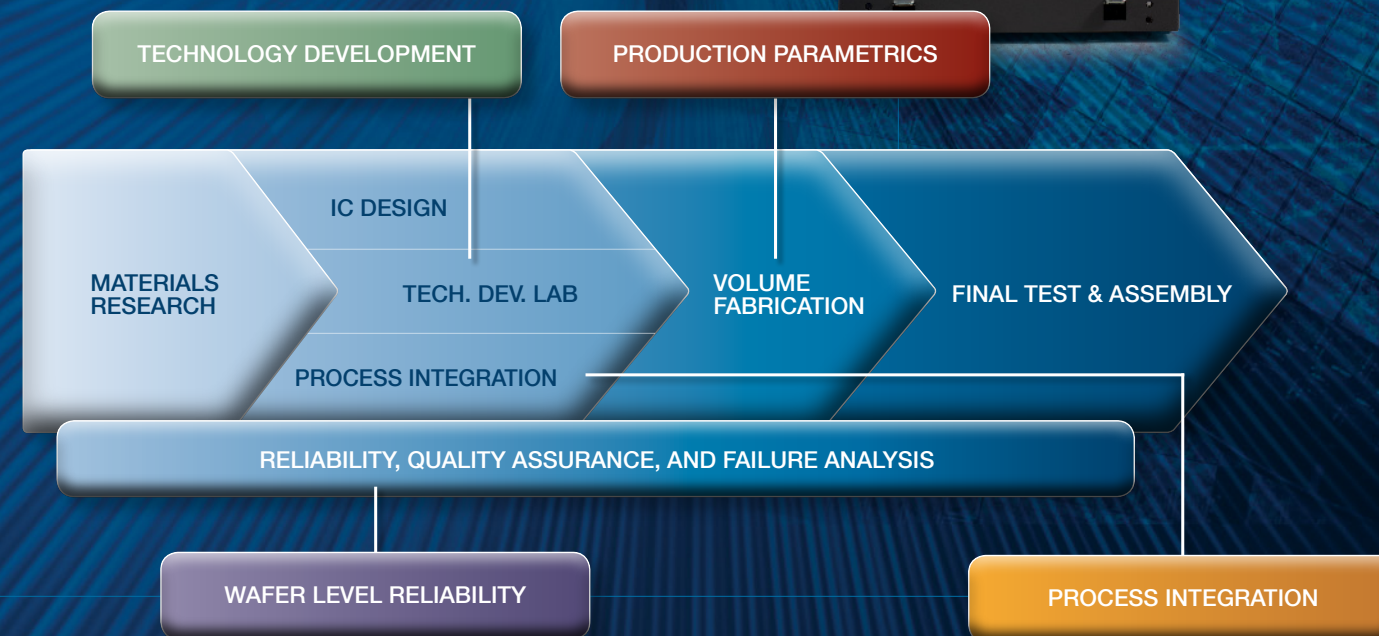 TECHNOLOGY DEVELOPMENT
PRODUCTION PARAMETRICS
IC DESIGN
MATERIALS
RESEARCH
TECH. DEV. LAB
VOLUME
FABRICATION
FINAL TEST & ASSEMBLY
PROCESS INTEGRATION
RELIABILITY, QUALITY ASSURANCE, AND FAILURE ANALYSIS
WAFER LEVEL RELIABILITY
PROCESS INTEGRATION